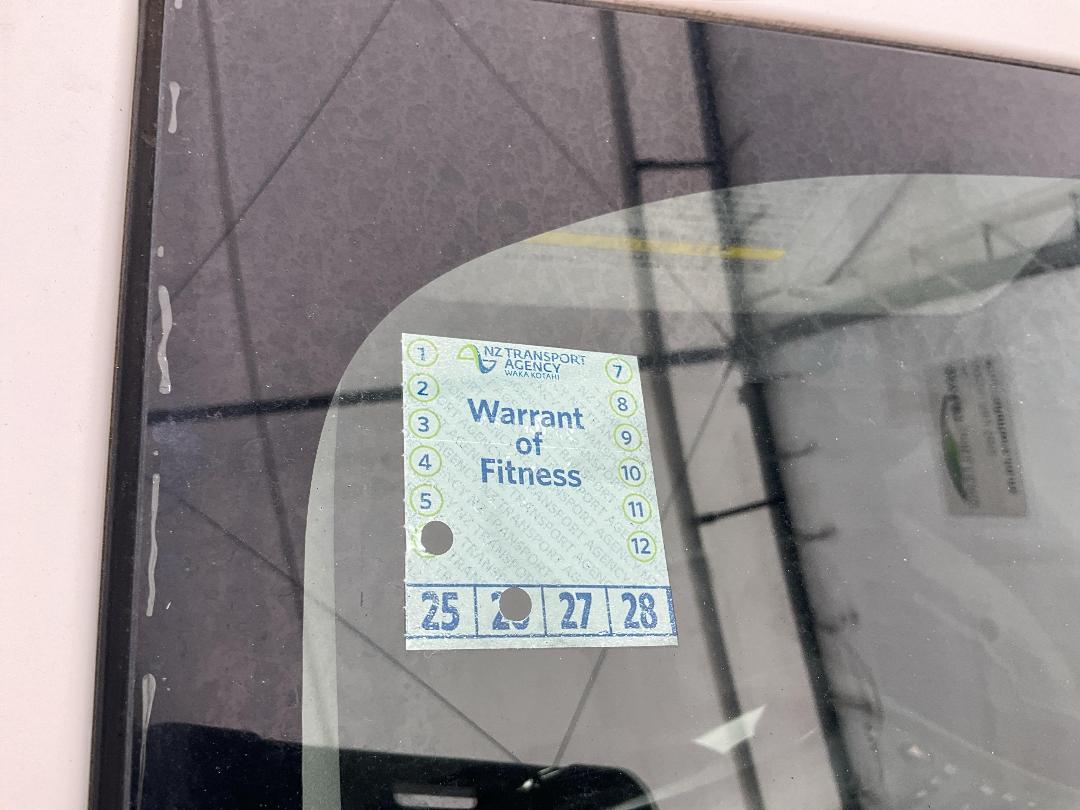 NZ TRANSPORT
AGENCY
WAKA KOTAHI
Warrant
of
Fitness
1
2
3
4
5
7
8
9
10
11
12
25 27 28